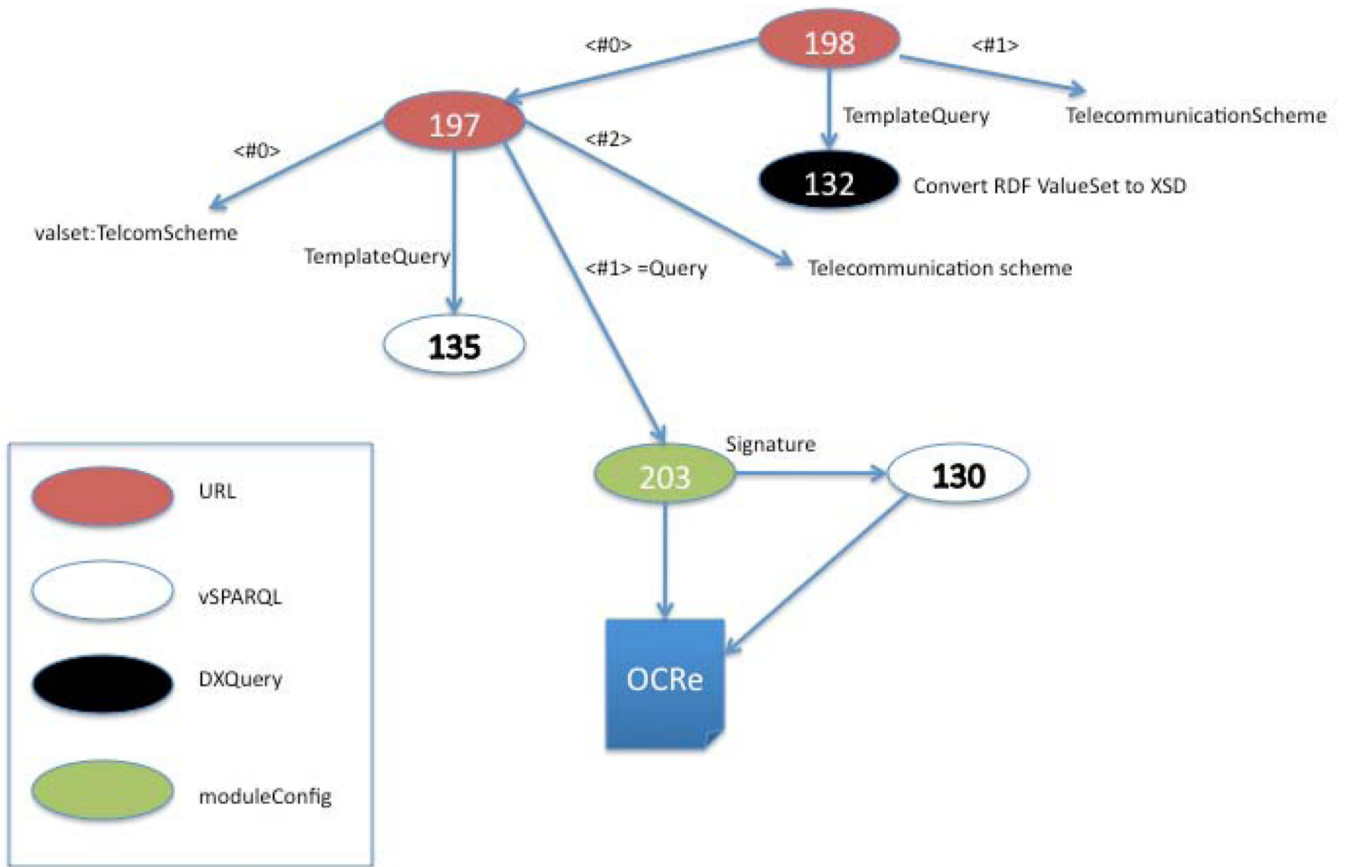 <#0>
198
<#1>
197
TemplateQuery
TelecommunicationScheme
<#0>
<#2>
132
Convert RDF ValueSet to XSD
valset:TelcomScheme
TemplateQuery
<#1> =Query
Telecommunication scheme
135
Signature
203
130
OCRe
URL
vSPARQL
DXQuery
moduleConfig